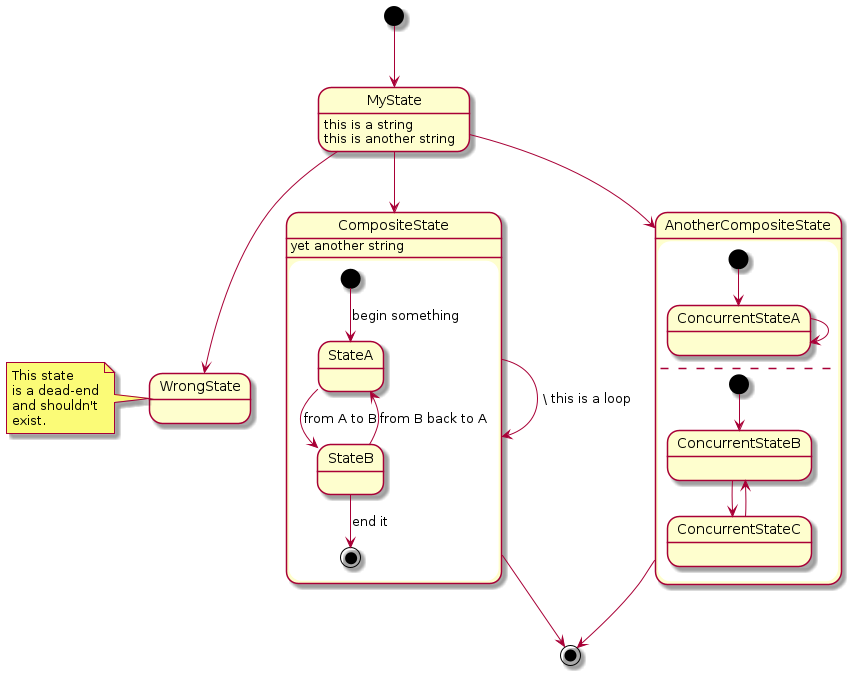 MyState
this is a string
this is another string
CompositeState
yet another string
begin something
StateA
from A to B
from B back to A
StateB
end it
\ this is a loop
AnotherCompositeState
ConcurrentStateA
ConcurrentStateB
ConcurrentStateC
This state
is a dead-end
and shouldn't
exist.
WrongState